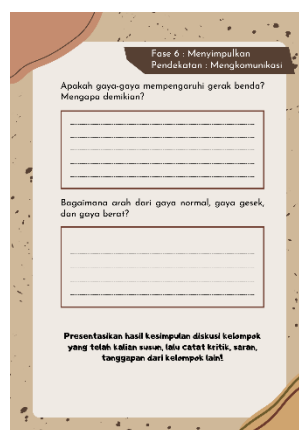 Fase 6 : Menyimpulkan
Pendekatan : Mengkomunikasi
Apakah gaya-gaya mempengaruhi gerak benda?
Mengapa demikian?
Bagaimana arah dari gaya normal, gaya gesek,
dan gaya berat?
Presentasikan hasil kesimpulan diskusi kelompok
yang telah kalian susun, lalu catat kritik, saran,
tanggapan dari kelompok lain!